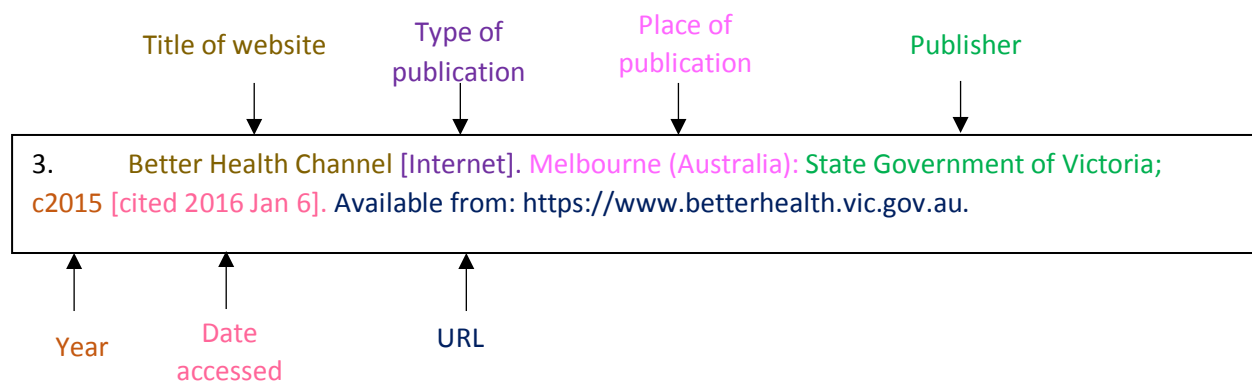 Title of website
Type of
publication
Place of
publication
Publisher
3. Better Health Channel [Internet]. Melbourne (Australia): State Government of Victoria;
c2015 [cited 2016 Jan 6]. Available from: https://www.betterhealth.vic.gov.au.
Year
Date
accessed
URL